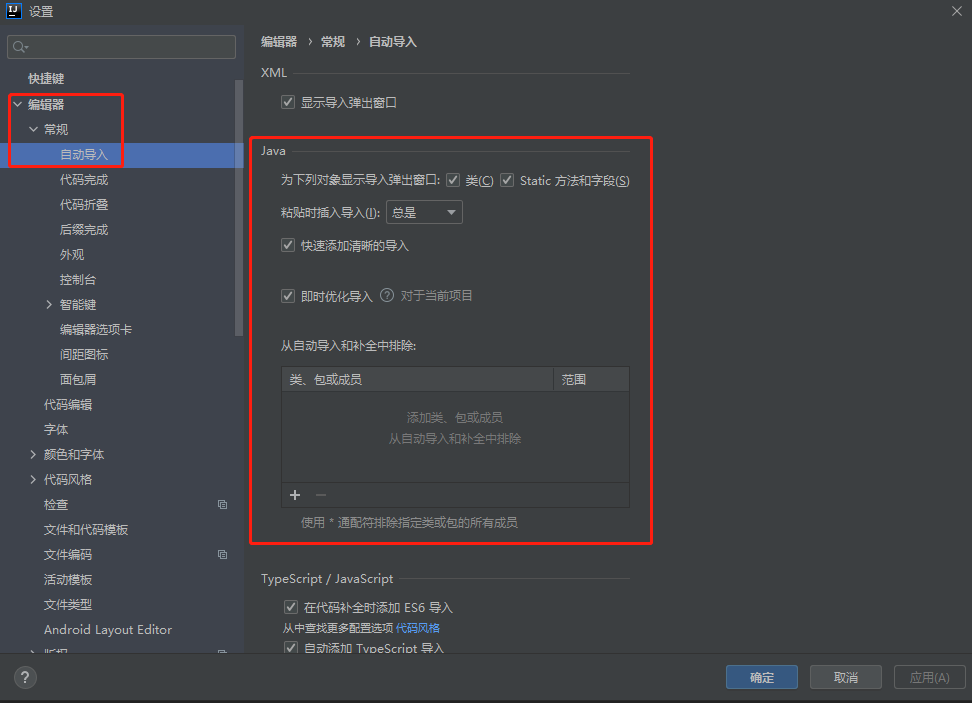 设置
快捷键
编辑器
常规
自动导入
代码完成
代码折叠
后缀完成
外观
控制台
智能键
编辑器选项卡
间距图标
面包屑
代码编辑
字体
颜色和字体
代码风格
检查
文件和代码模板
文件编码
活动模板
文件类型
Android Layout Editor
编辑器 › 常规 › 自动导入
XML
显示导入弹出窗口
Java
为下列对象显示导入弹出窗口: 类(C) Static 方法和字段(S)
粘贴时插入导入(I): 总是
快速添加清晰的导入
即时优化导入 ? 对于当前项目
从自动导入和补全中排除:
类、包或成员 范围
添加类、包或成员
从自动导入和补全中排除
使用 * 通配符排除指定类或包的所有成员
TypeScript / JavaScript
在代码补全时添加 ES6 导入
从中查找更多配置选项 代码风格
自动添加 TypeScript 导入
? 确定 取消 应用(A)